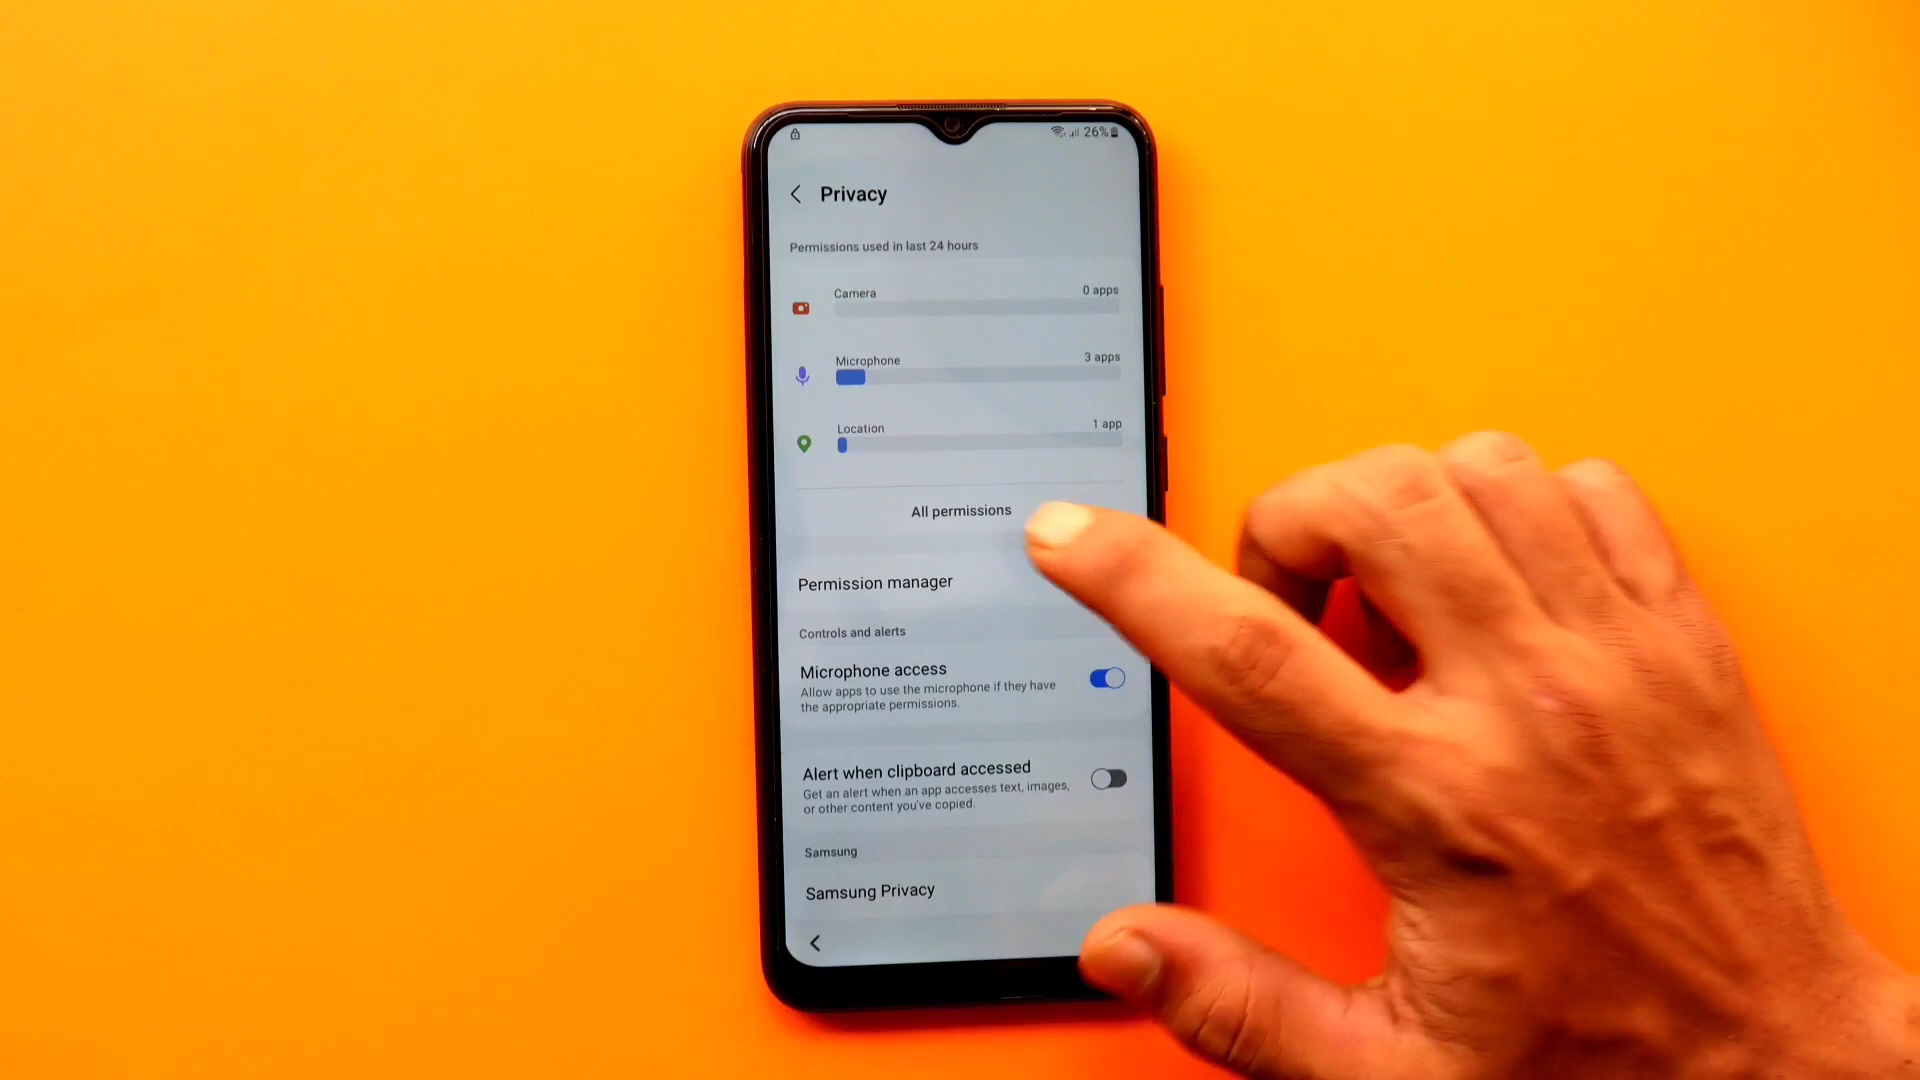 26%
Privacy
Permissions used in last 24 hours
Camera
0 apps
Microphone
3 apps
Location
1 app
All permissions
Permission manager
Controls and alerts
Microphone access
Allow apps to use the microphone if they have
the appropriate permissions.
Alert when clipboard accessed
Get an alert when an app accesses text, images,
or other content you've copied.
Samsung
Samsung Privacy